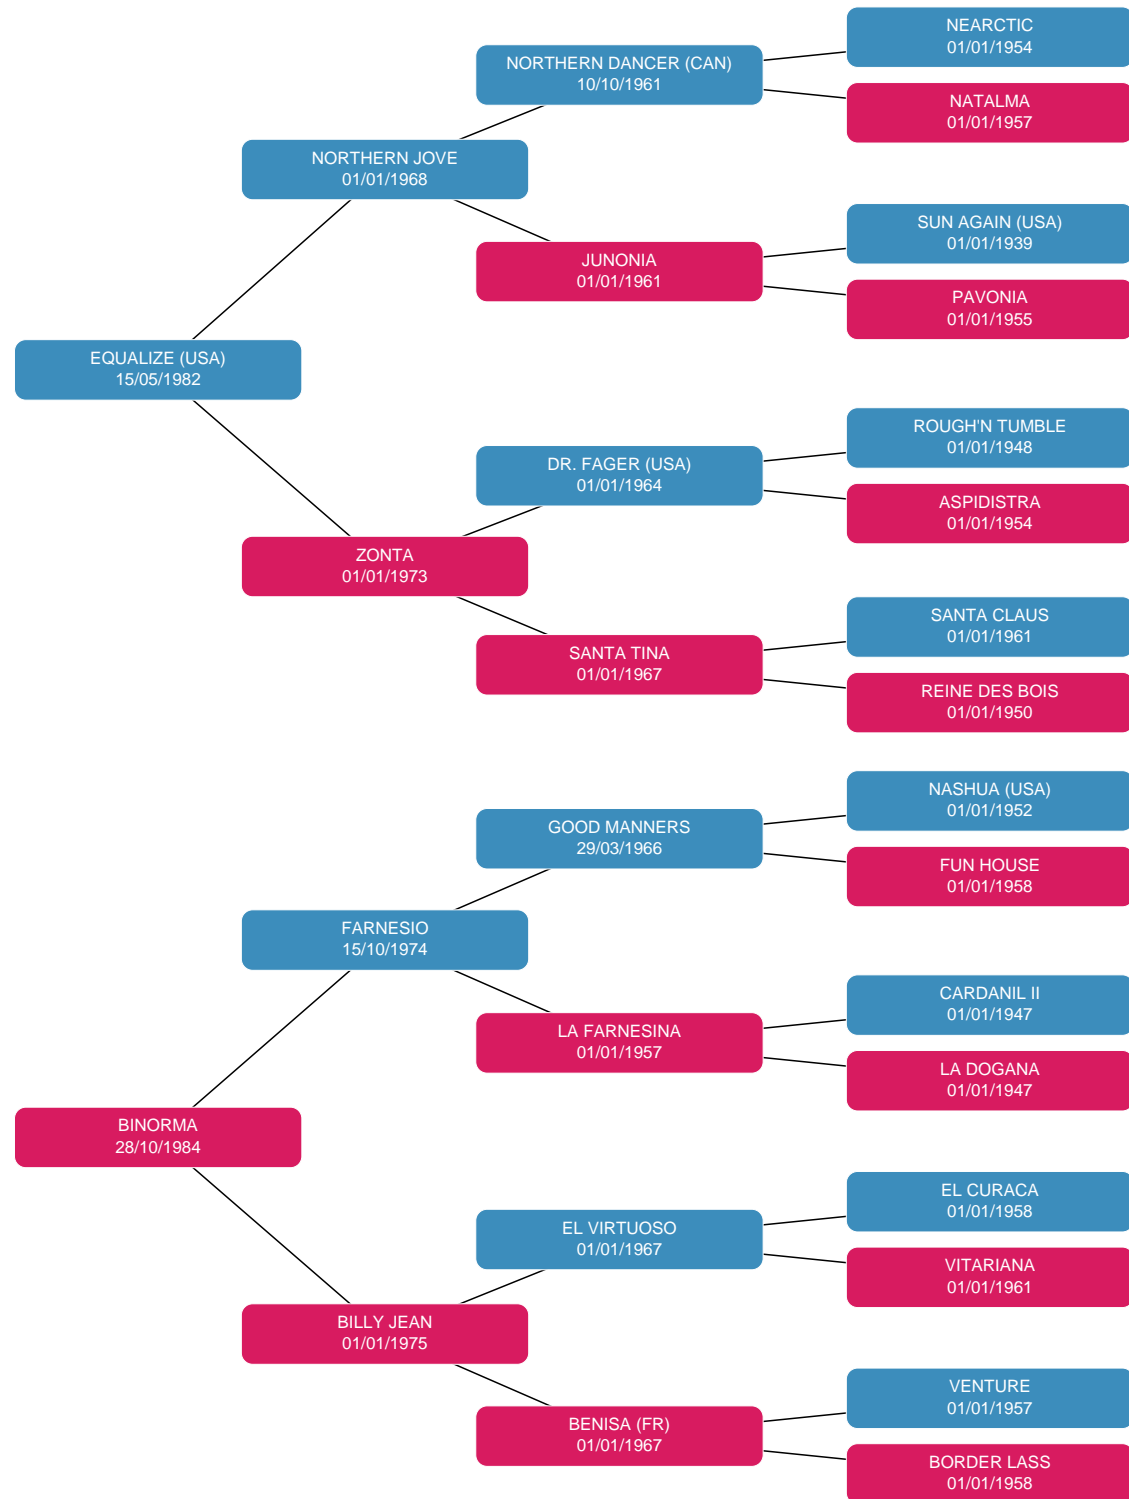 NEARCTIC
01/01/1954
NORTHERN DANCER (CAN)
10/10/1961
NATALMA
01/01/1957
NORTHERN JOVE
01/01/1968
SUN AGAIN (USA)
01/01/1939
JUNONIA
01/01/1961
PAVONIA
01/01/1955
EQUALIZE (USA)
15/05/1982
ROUGH'N TUMBLE
01/01/1948
DR. FAGER (USA)
01/01/1964
ASPIDISTRA
01/01/1954
ZONTA
01/01/1973
SANTA CLAUS
01/01/1961
SANTA TINA
01/01/1967
REINE DES BOIS
01/01/1950
NASHUA (USA)
01/01/1952
GOOD MANNERS
29/03/1966
FUN HOUSE
01/01/1958
FARNESIO
15/10/1974
CARDANIL II
01/01/1947
LA FARNESINA
01/01/1957
LA DOGANA
01/01/1947
BINORMA
28/10/1984
EL CURACA
01/01/1958
EL VIRTUOSO
01/01/1967
VITARIANA
01/01/1961
BILLY JEAN
01/01/1975
VENTURE
01/01/1957
BENISA (FR)
01/01/1967
BORDER LASS
01/01/1958